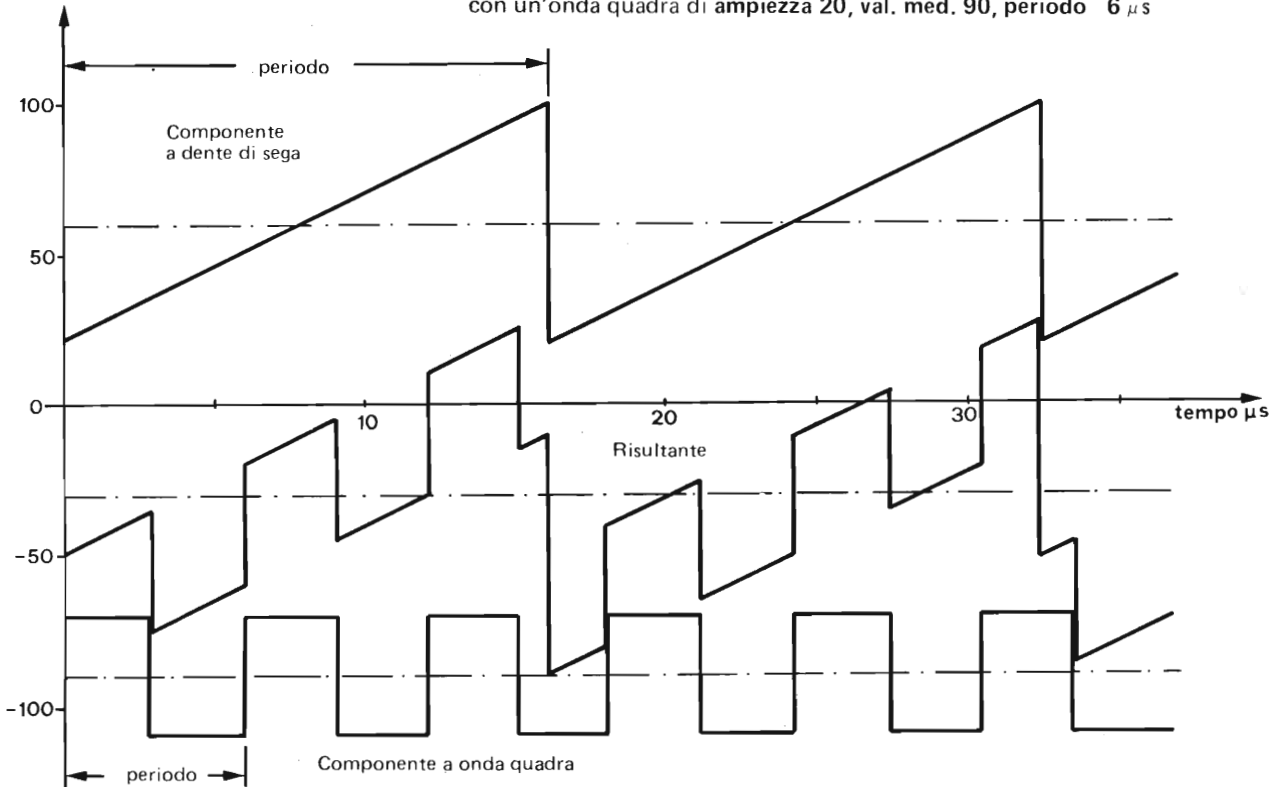 con un'onda quadra di ampiezza 20, val. med. 90, periodo 6 μs
periodo
100
Componente
a dente di sega
50
0
10
20
30
tempo μs
Risultante
-50
-100
periodo
Componente a onda quadra